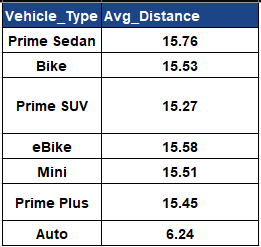 Vehicle_Type Avg_Distance
Prime Sedan 15.76
Bike 15.53
Prime SUV 15.27
eBike 15.58
Mini 15.51
Prime Plus 15.45
Auto 6.24